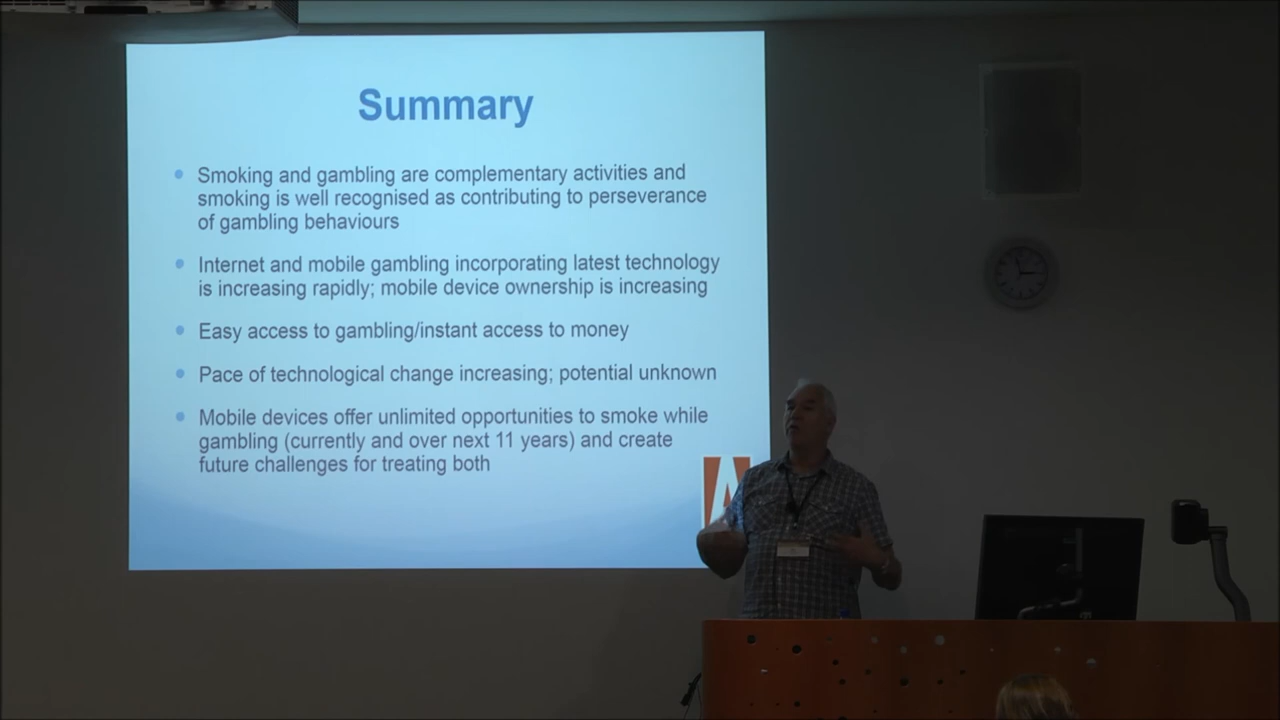 Summary
Smoking and gambling are complementary activities and
smoking is well recognised as contributing to perseverance
of gambling behaviours
Internet and mobile gambling incorporating latest technology
is increasing rapidly; mobile device ownership is increasing
Easy access to gambling/instant access to money
Pace of technological change increasing; potential unknown
Mobile devices offer unlimited opportunities to smoke while
gambling (currently and over next 11 years) and create
future challenges for treating both